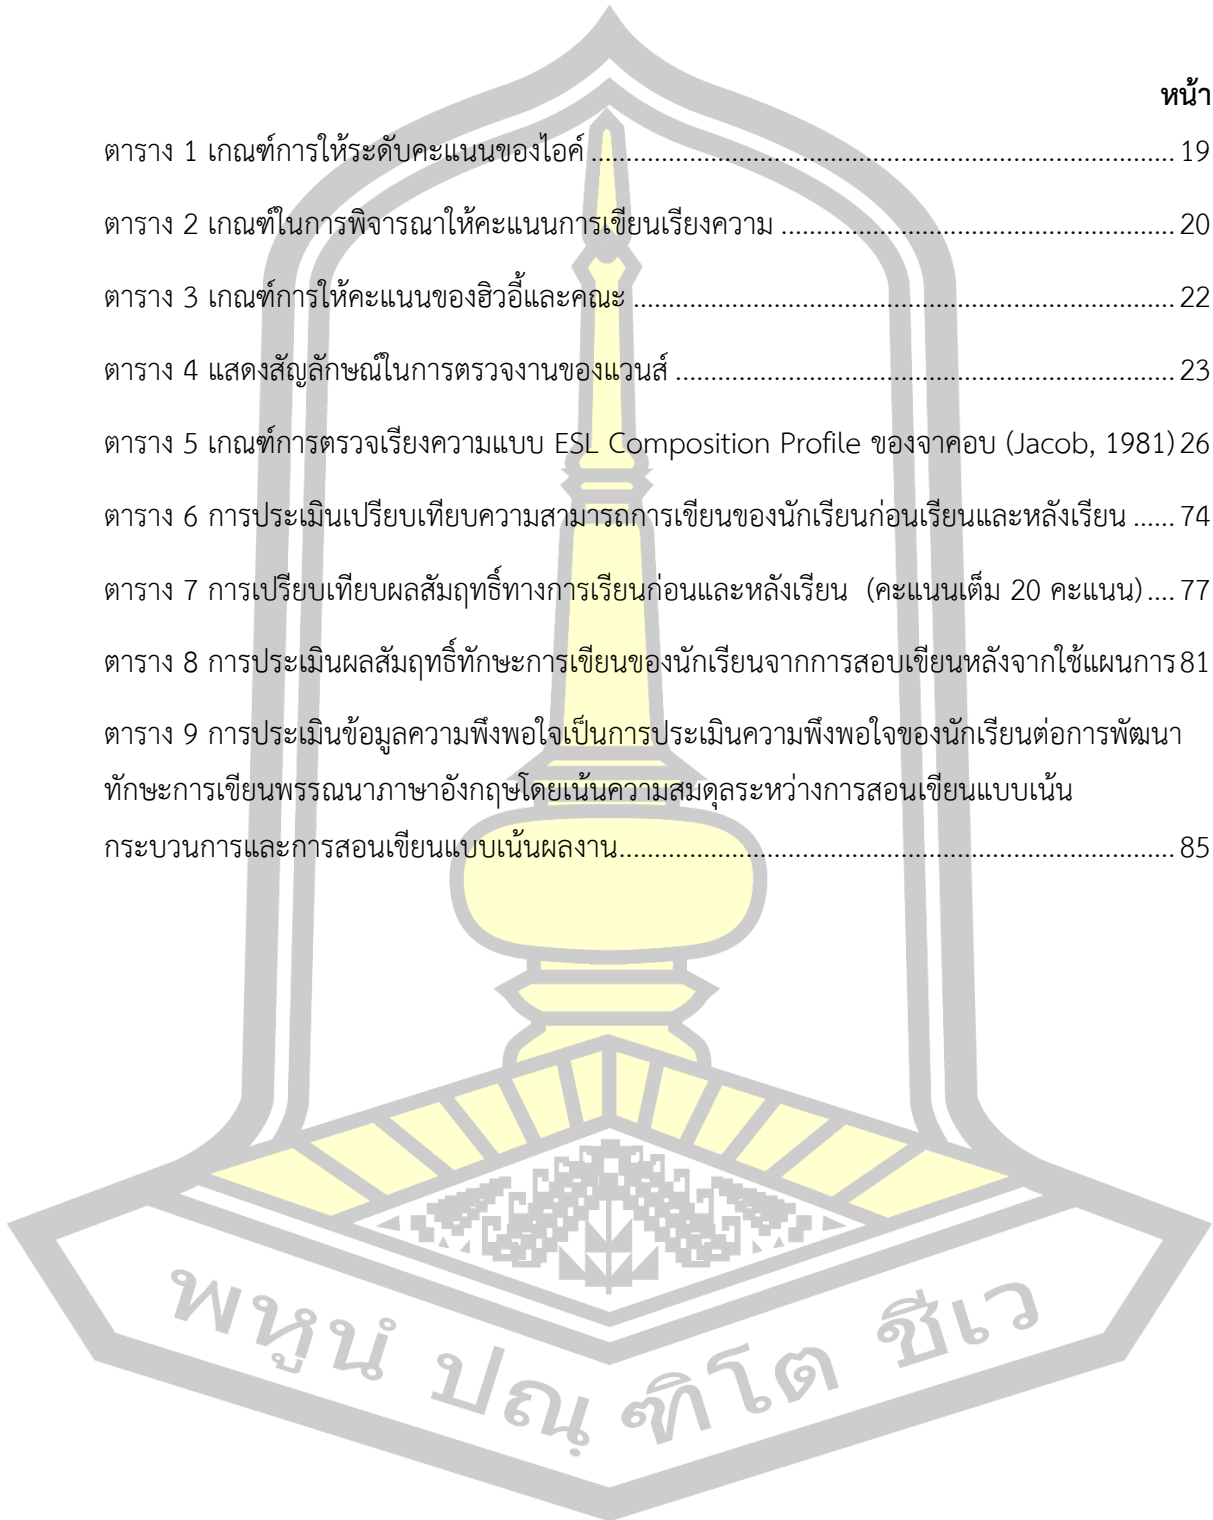 หน้า
ตาราง 1 เกณฑ์การให้ระดับคะแนนของไอค์ ........................................................................................ 19
ตาราง 2 เกณฑ์ในการพิจารณาให้คะแนนการเขียนเรียงความ ............................................................ 20
ตาราง 3 เกณฑ์การให้คะแนนของฮิวอี้และคณะ .................................................................................. 22
ตาราง 4 แสดงสัญลักษณ์ในการตรวจงานของแวนส์ ............................................................................ 23
ตาราง 5 เกณฑ์การตรวจเรียงความแบบ ESL Composition Profile ของจาคอบ (Jacob, 1981) 26
ตาราง 6 การประเมินเปรียบเทียบความสามารถการเขียนของนักเรียนก่อนเรียนและหลังเรียน ...... 74
ตาราง 7 การเปรียบเทียบผลสัมฤทธิ์ทางการเรียนก่อนและหลังเรียน (คะแนนเต็ม 20 คะแนน) .... 77
ตาราง 8 การประเมินผลสัมฤทธิ์ทักษะการเขียนของนักเรียนจากการสอบเขียนหลังจากใช้แผนการ 81
ตาราง 9 การประเมินข้อมูลความพึงพอใจเป็นการประเมินความพึงพอใจของนักเรียนต่อการพัฒนา
ทักษะการเขียนพรรณนาภาษาอังกฤษโดยเน้นความสมดุลระหว่างการสอนเขียนแบบเน้น
กระบวนการและการสอนเขียนแบบเน้นผลงาน.................................................................................... 85
พหูนํ ปณฺฑิโต ชีเว